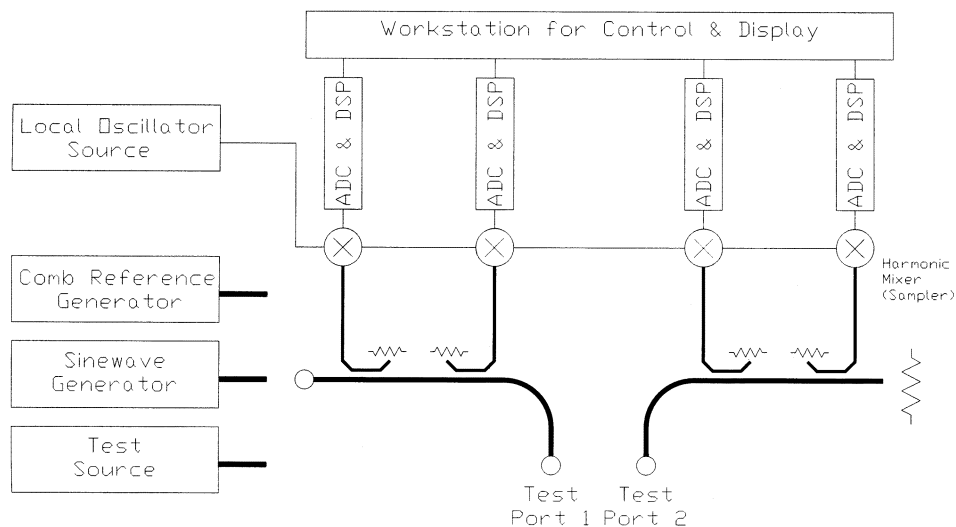 Workstation for Control & Display
ADC & DSP
ADC & DSP
ADC & DSP
ADC & DSP
Local Oscillator
Source
Comb Reference
Generator
Harmonic
Mixer
(Sampler)
Sinewave
Generator
Test
Source
Test
Port 1
Test
Port 2